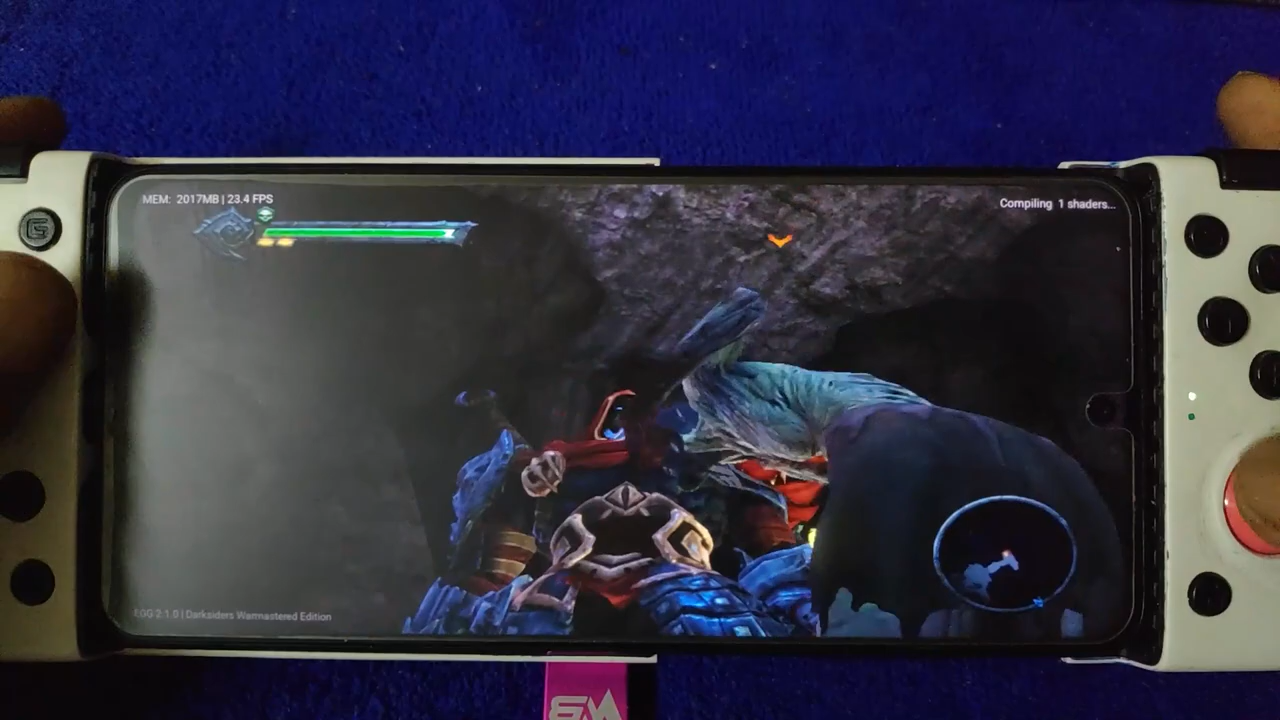 MEM: 2017MB | 23.4 FPS
Compiling 1 shaders...
EGG 2.1.0 | Darksiders Warmastered Edition